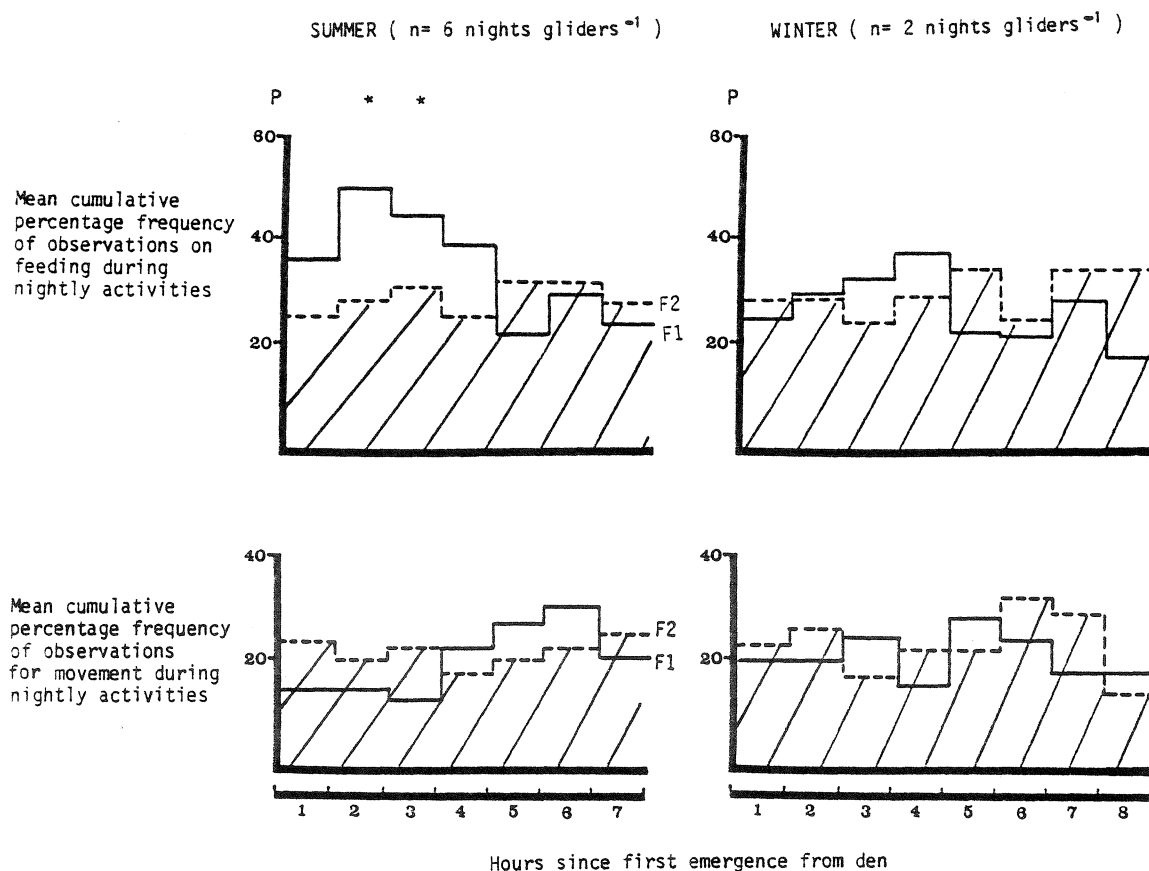 SUMMER ( n= 6 nights gliders⁻¹ )
WINTER ( n= 2 nights gliders⁻¹ )
P * *
P
60
40
20
Mean cumulative
percentage frequency
of observations on
feeding during
nightly activities
F2
F1
60
40
20
40
20
Mean cumulative
percentage frequency
of observations
for movement during
nightly activities
F2
F1
40
20
1 2 3 4 5 6 7
1 2 3 4 5 6 7 8
Hours since first emergence from den